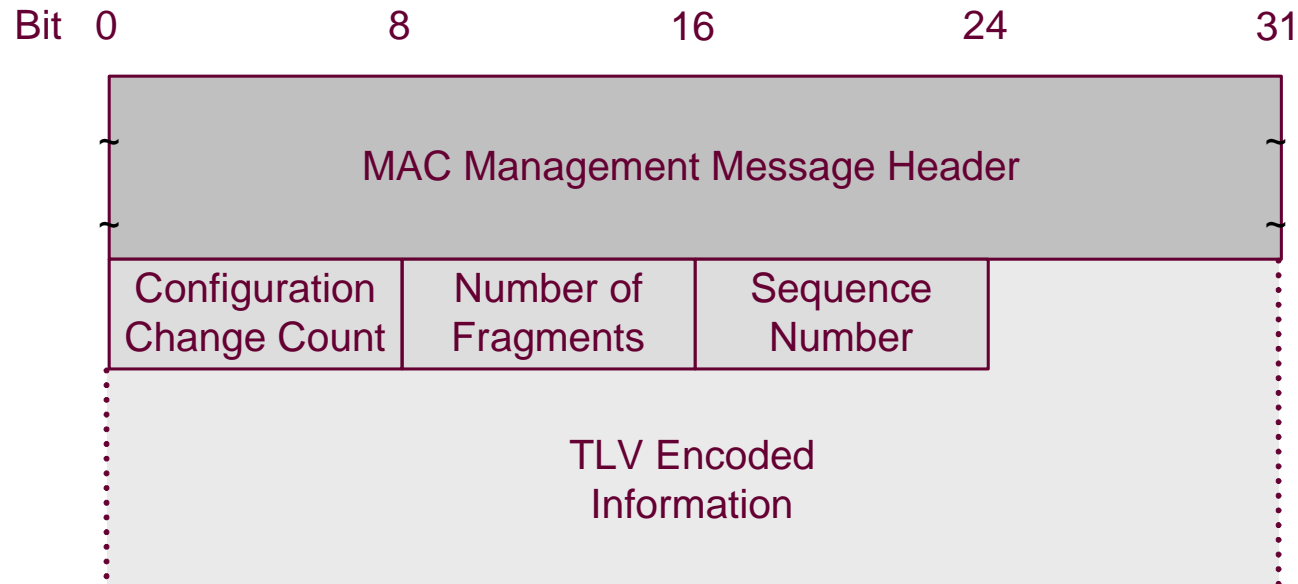 Bit 0 8 16 24 31
~ ~
MAC Management Message Header
~ ~
Configuration Number of Sequence
Change Count Fragments Number
TLV Encoded
Information